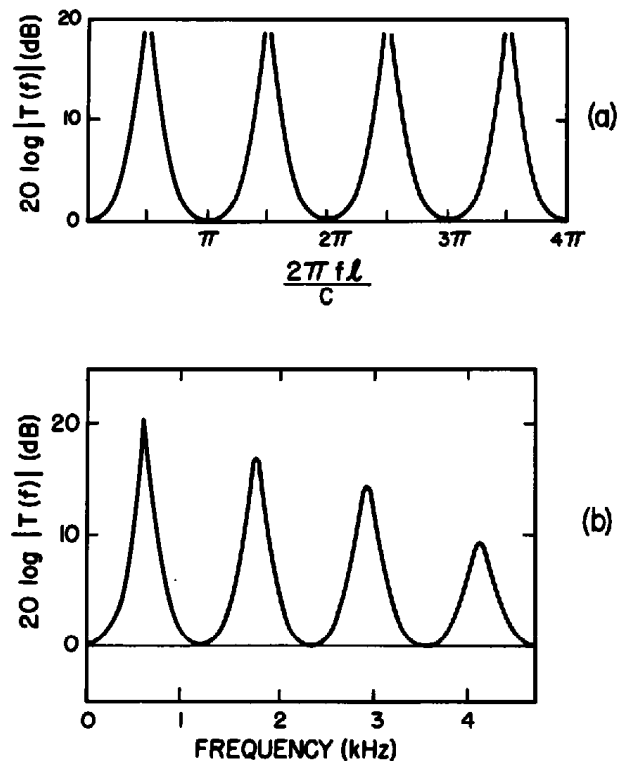 20 log |T(f)| (dB)
20
10
0
π 2π 3π 4π
2πfl
C
(a)
20 log |T(f)| (dB)
20
10
0
0 1 2 3 4
FREQUENCY (kHz)
(b)